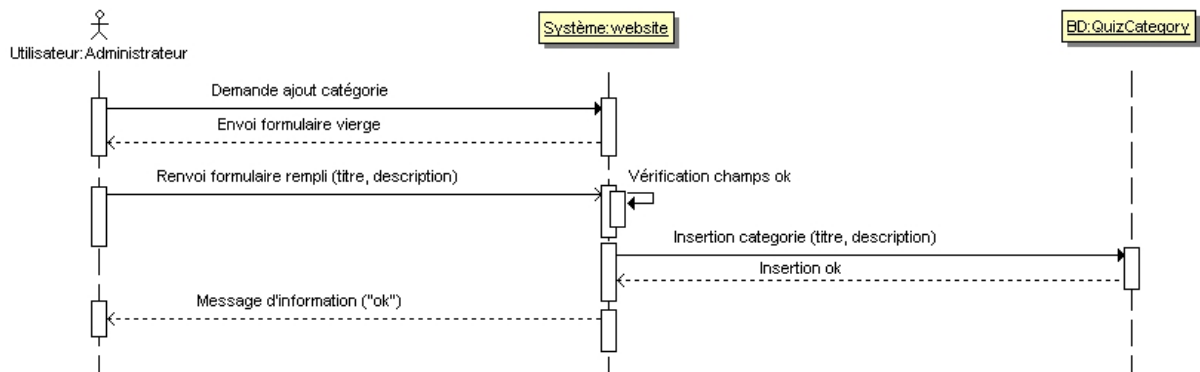 Utilisateur:Administrateur
Système:website
BD:QuizCategory
Demande ajout catégorie
Envoi formulaire vierge
Renvoi formulaire rempli (titre, description)
Vérification champs ok
Insertion categorie (titre, description)
Insertion ok
Message d'information ("ok")